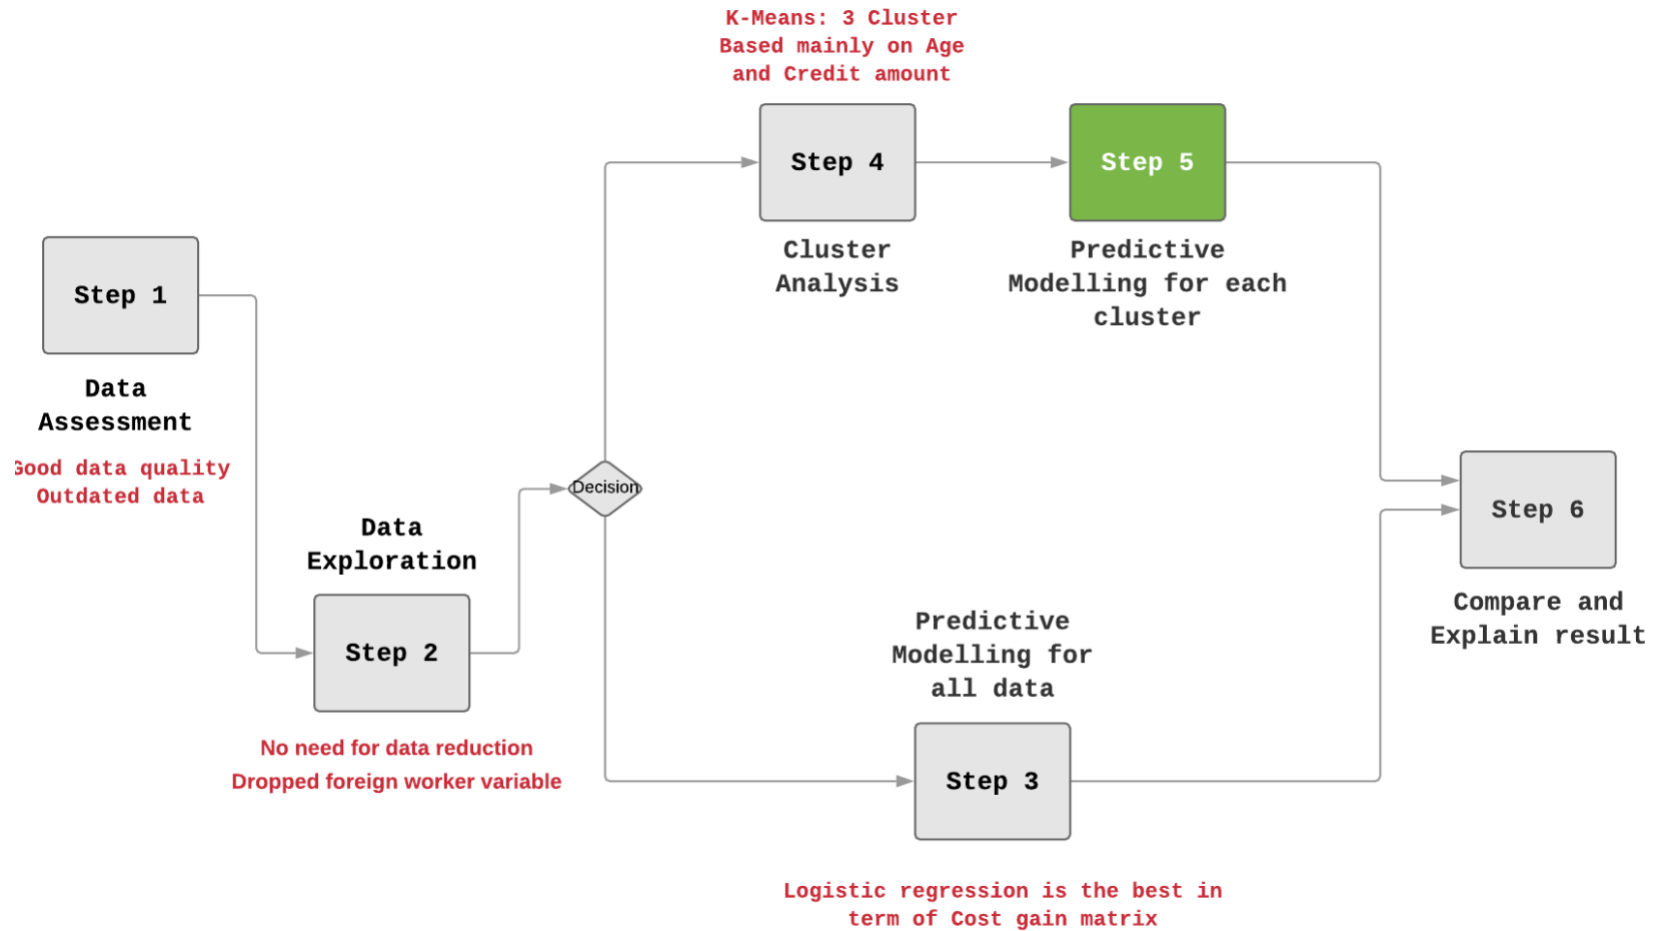 K-Means: 3 Cluster
Based mainly on Age
and Credit amount
Step 4
Step 5
Cluster
Analysis
Predictive
Modelling for each
cluster
Step 1
Data
Assessment
Good data quality
Outdated data
Data
Exploration
Step 2
No need for data reduction
Dropped foreign worker variable
Decision
Predictive
Modelling for
all data
Step 3
Logistic regression is the best in
term of Cost gain matrix
Step 6
Compare and
Explain result